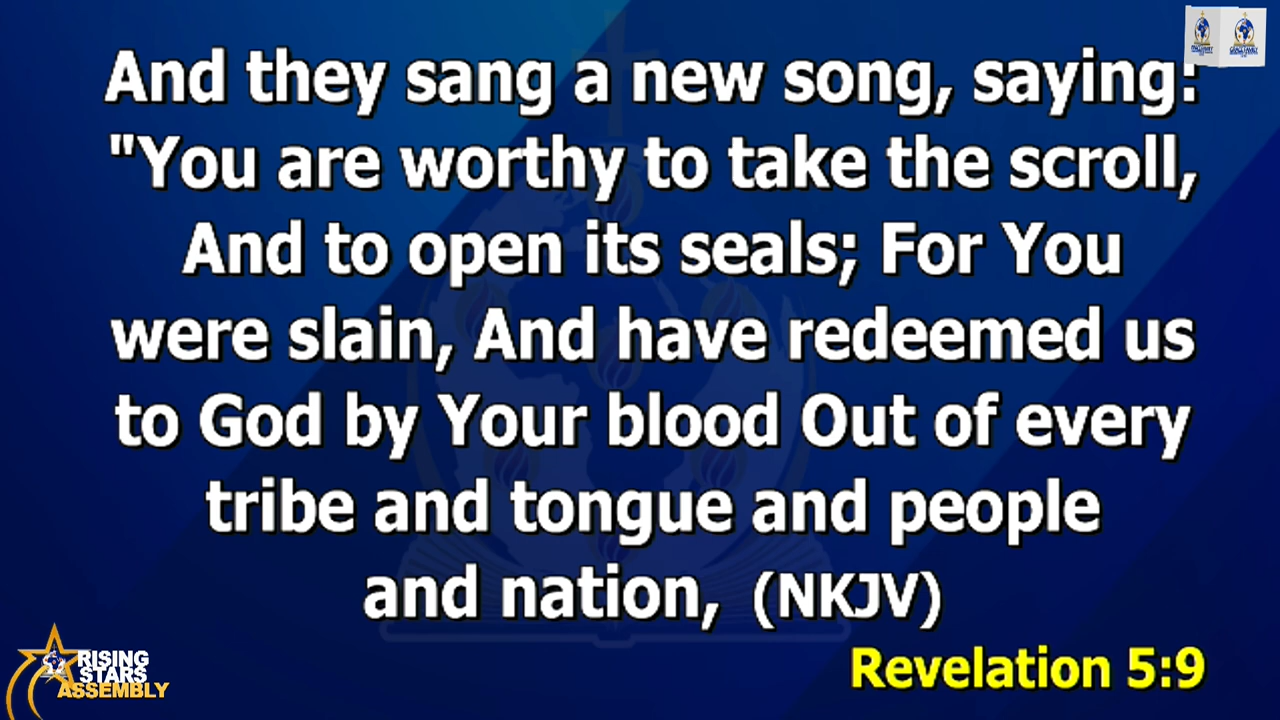 And they sang a new song, saying:
"You are worthy to take the scroll,
And to open its seals; For You
were slain, And have redeemed us
to God by Your blood Out of every
tribe and tongue and people
and nation, (NKJV)
Revelation 5:9
RISING
STARS
ASSEMBLY